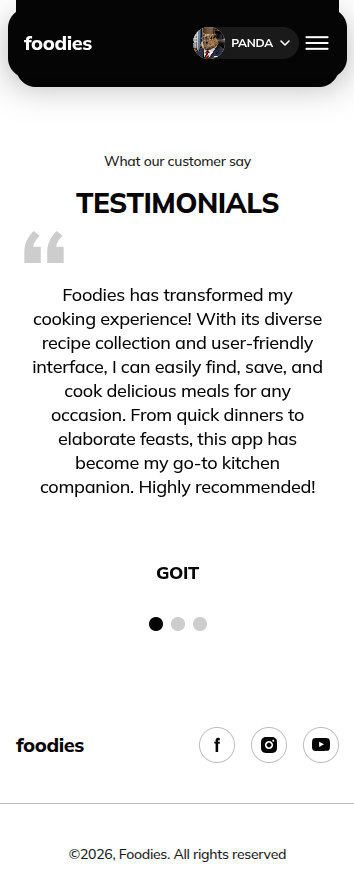 foodies
PANDA
What our customer say
TESTIMONIALS
Foodies has transformed my
cooking experience! With its diverse
recipe collection and user-friendly
interface, I can easily find, save, and
cook delicious meals for any
occasion. From quick dinners to
elaborate feasts, this app has
become my go-to kitchen
companion. Highly recommended!
GOIT
foodies
©2026, Foodies. All rights reserved